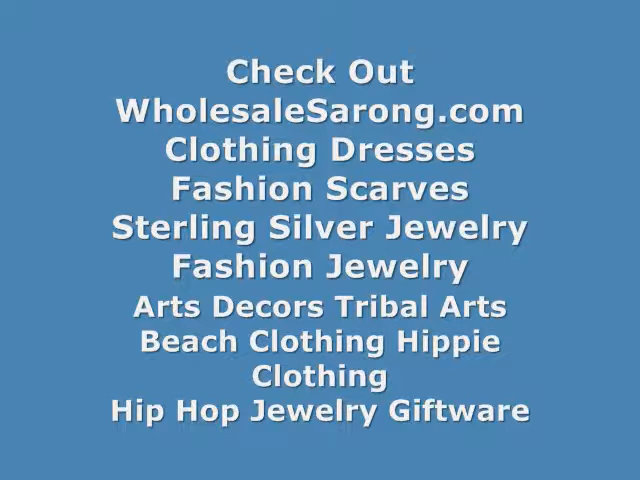 Check Out
WholesaleSarong.com
Clothing Dresses
Fashion Scarves
Sterling Silver Jewelry
Fashion Jewelry
Arts Decors Tribal Arts
Beach Clothing Hippie
Clothing
Hip Hop Jewelry Giftware